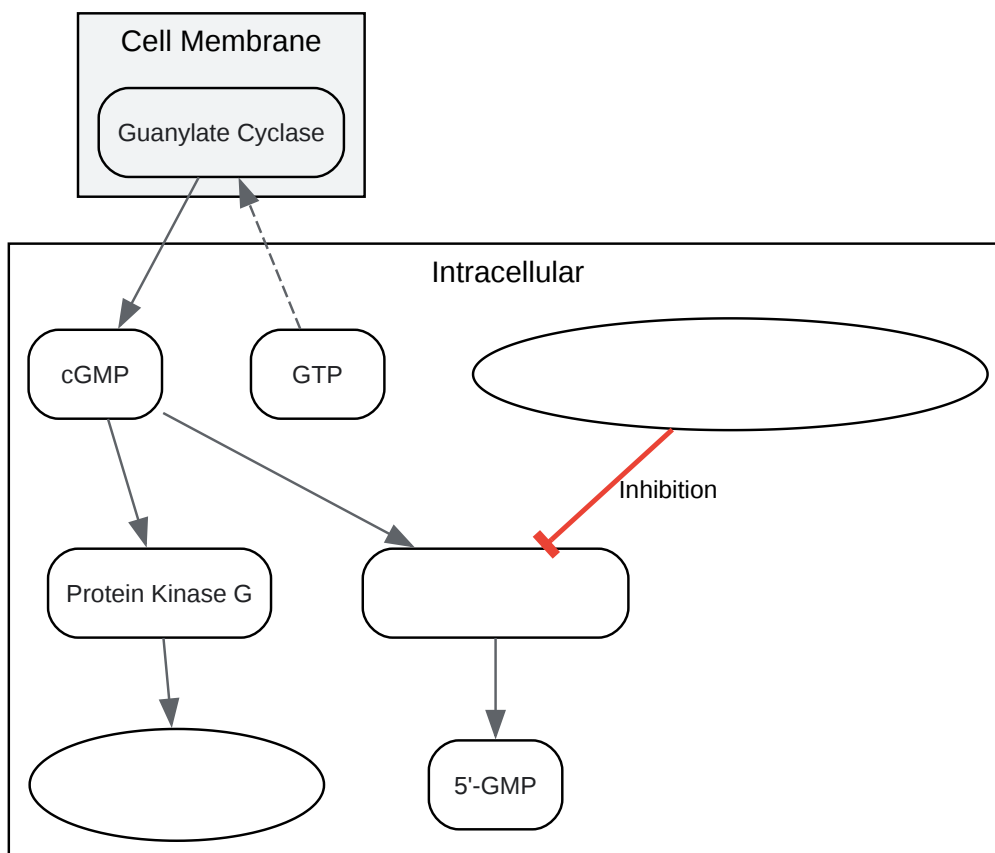 Cell Membrane
Guanylate Cyclase
Intracellular
cGMP
GTP
Inhibition
Protein Kinase G
5'-GMP